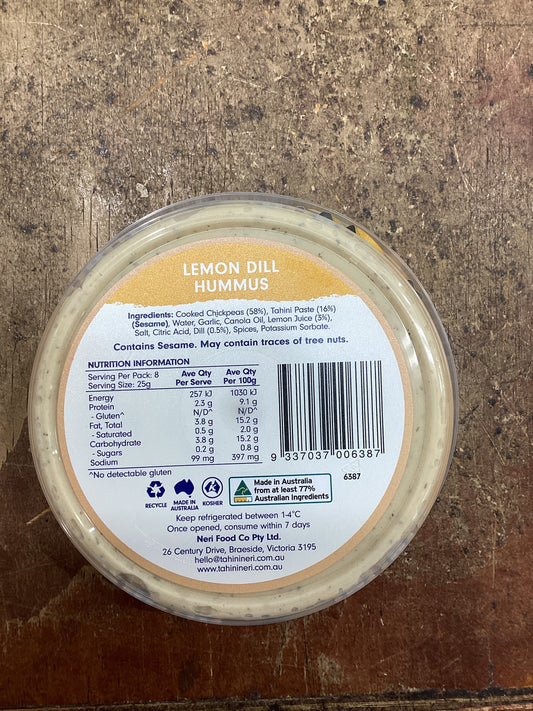 LEMON DILL
HUMMUS
Ingredients: Cooked Chickpeas (58%), Tahini Paste (16%)
(Sesame), Water, Garlic, Canola Oil, Lemon Juice (3%),
Salt, Citric Acid, Dill (0.5%), Spices, Potassium Sorbate.
Contains Sesame. May contain traces of tree nuts.
NUTRITION INFORMATION
Serving Per Pack: 8 Ave Qty Ave Qty
Serving Size: 25g Per Serve Per 100g
Energy 257 kJ 1030 kJ
Protein 2.3 g 9.1 g
- Gluten^ N/D^ N/D^
Fat, Total 3.8 g 15.2 g
- Saturated 0.5 g 2.0 g
Carbohydrate 3.8 g 15.2 g
- Sugars 0.2 g 0.8 g
Sodium 99 mg 397 mg
^No detectable gluten
9 337037 006387
6387
RECYCLE
MADE IN
AUSTRALIA
KOSHER
Made in Australia
from at least 77%
Australian Ingredients
Keep refrigerated between 1-4°C
Once opened, consume within 7 days
Neri Food Co Pty Ltd.
26 Century Drive, Braeside, Victoria 3195
hello@tahinineri.com.au
www.tahinineri.com.au